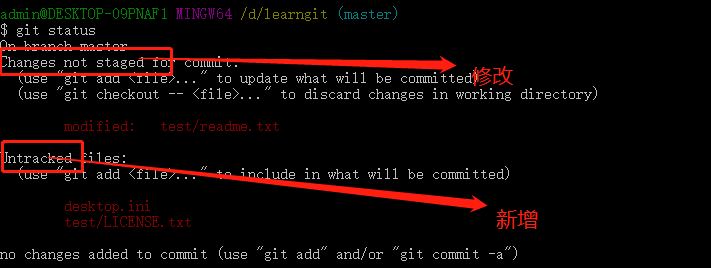 admin@DESKTOP-09PNAF1 MINGW64 /d/learngit (master)
$ git status
On branch master
Changes not staged for commit:
(use "git add <file>..." to update what will be committed)
修改
(use "git checkout -- <file>..." to discard changes in working directory)
modified: test/readme.txt
Untracked files:
(use "git add <file>..." to include in what will be committed)
desktop.ini
test/LICENSE.txt
新增
no changes added to commit (use "git add" and/or "git commit -a")